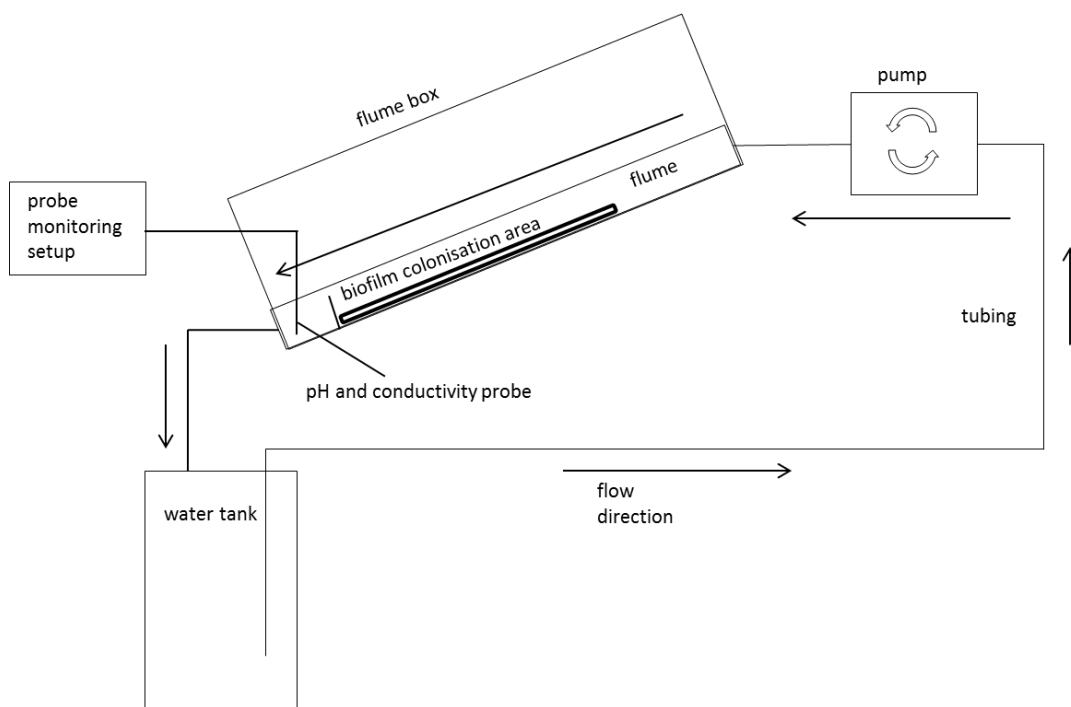 pump
flume box
flume
probe
monitoring
setup
biofilm colonisation area
tubing
pH and conductivity probe
water tank
flow
direction